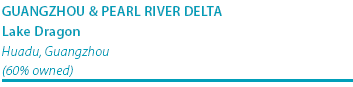 GUANGZHOU & PEARL RIVER DELTA
Lake Dragon
Huadu, Guangzhou
(60% owned)